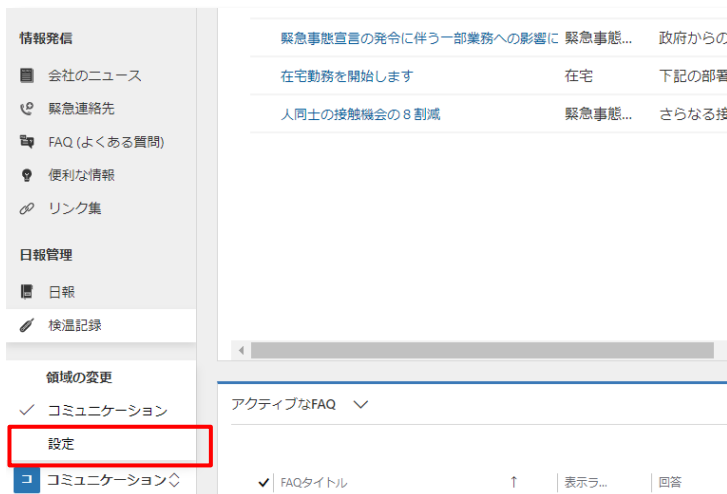 情報発信
会社のニュース
緊急連絡先
FAQ (よくある質問)
便利な情報
リンク集
日報管理
日報
検温記録
領域の変更
コミュニケーション
設定
コ コミュニケーション
緊急事態宣言の発令に伴う一部業務への影響に 緊急事態... 政府からの
在宅勤務を開始します 在宅 下記の部署
人同士の接触機会の8割減 緊急事態... さらなる接
アクティブなFAQ
FAQタイトル ↑ 表示ラ... 回答